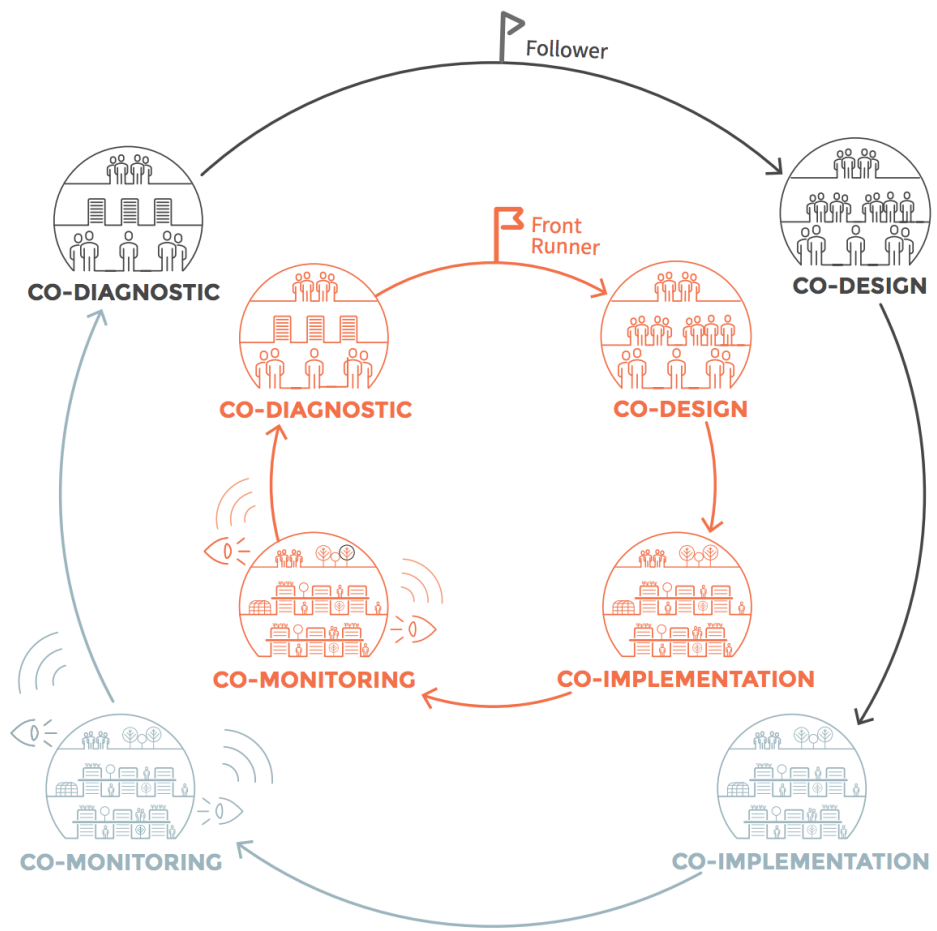 Follower
CO-DIAGNOSTIC
CO-DESIGN
Front
Runner
CO-DIAGNOSTIC
CO-DESIGN
CO-MONITORING
CO-IMPLEMENTATION
CO-MONITORING
CO-IMPLEMENTATION